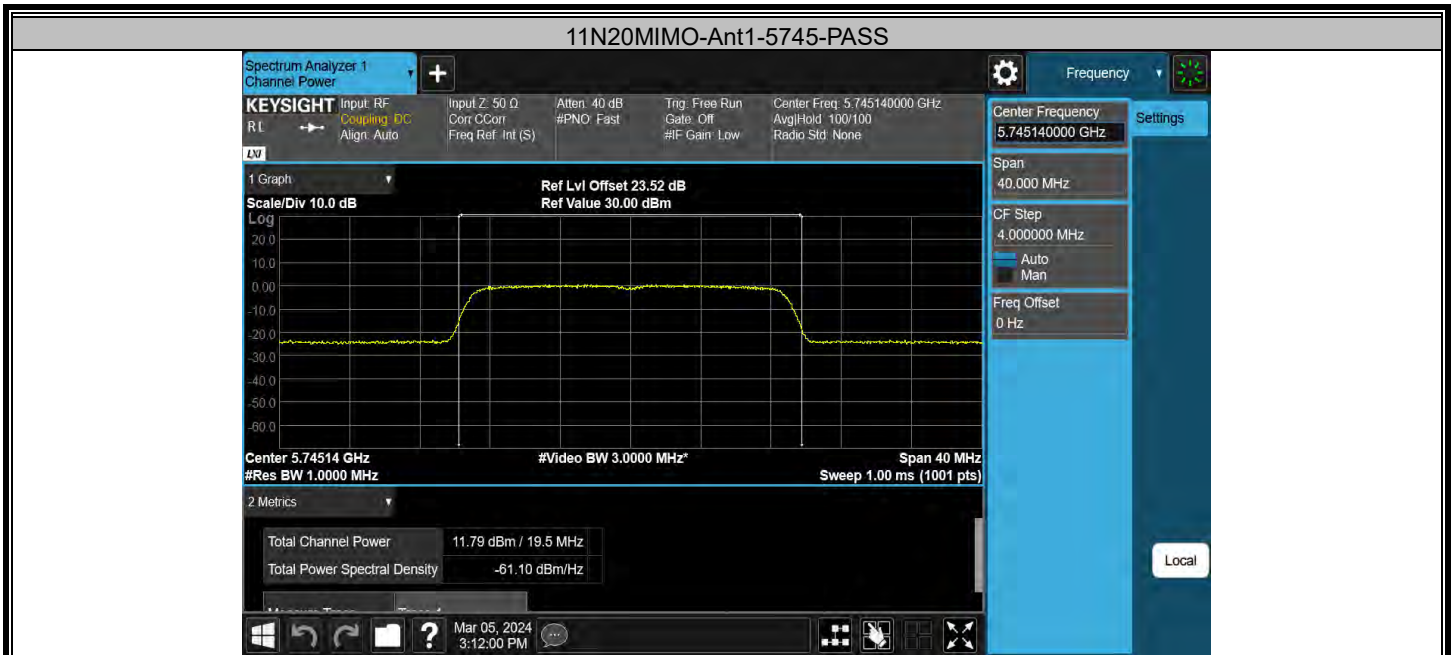 11N20MIMO-Ant1-5745-PASS
Spectrum Analyzer 1
Channel Power
+
Frequency
KEYSIGHT
RL
LXI
Input: RF
Coupling: DC
Align: Auto
Input Z: 50 Ω
Corr CCorr
Freq Ref: Int (S)
Atten: 40 dB
#PNO: Fast
Trig: Free Run
Gate: Off
#IF Gain: Low
Center Freq: 5.745140000 GHz
Avg|Hold: 100/100
Radio Std: None
Center Frequency
5.745140000 GHz
Settings
Span
40.000 MHz
CF Step
4.000000 MHz
Auto
Man
Freq Offset
0 Hz
1 Graph
Ref Lvl Offset 23.52 dB
Scale/Div 10.0 dB
Ref Value 30.00 dBm
Log
20.0
10.0
0.00
-10.0
-20.0
-30.0
-40.0
-50.0
-60.0
Center 5.74514 GHz
#Video BW 3.0000 MHz*
Span 40 MHz
#Res BW 1.0000 MHz
Sweep 1.00 ms (1001 pts)
2 Metrics
Total Channel Power 11.79 dBm / 19.5 MHz
Total Power Spectral Density -61.10 dBm/Hz
Local
?
Mar 05, 2024
3:12:00 PM